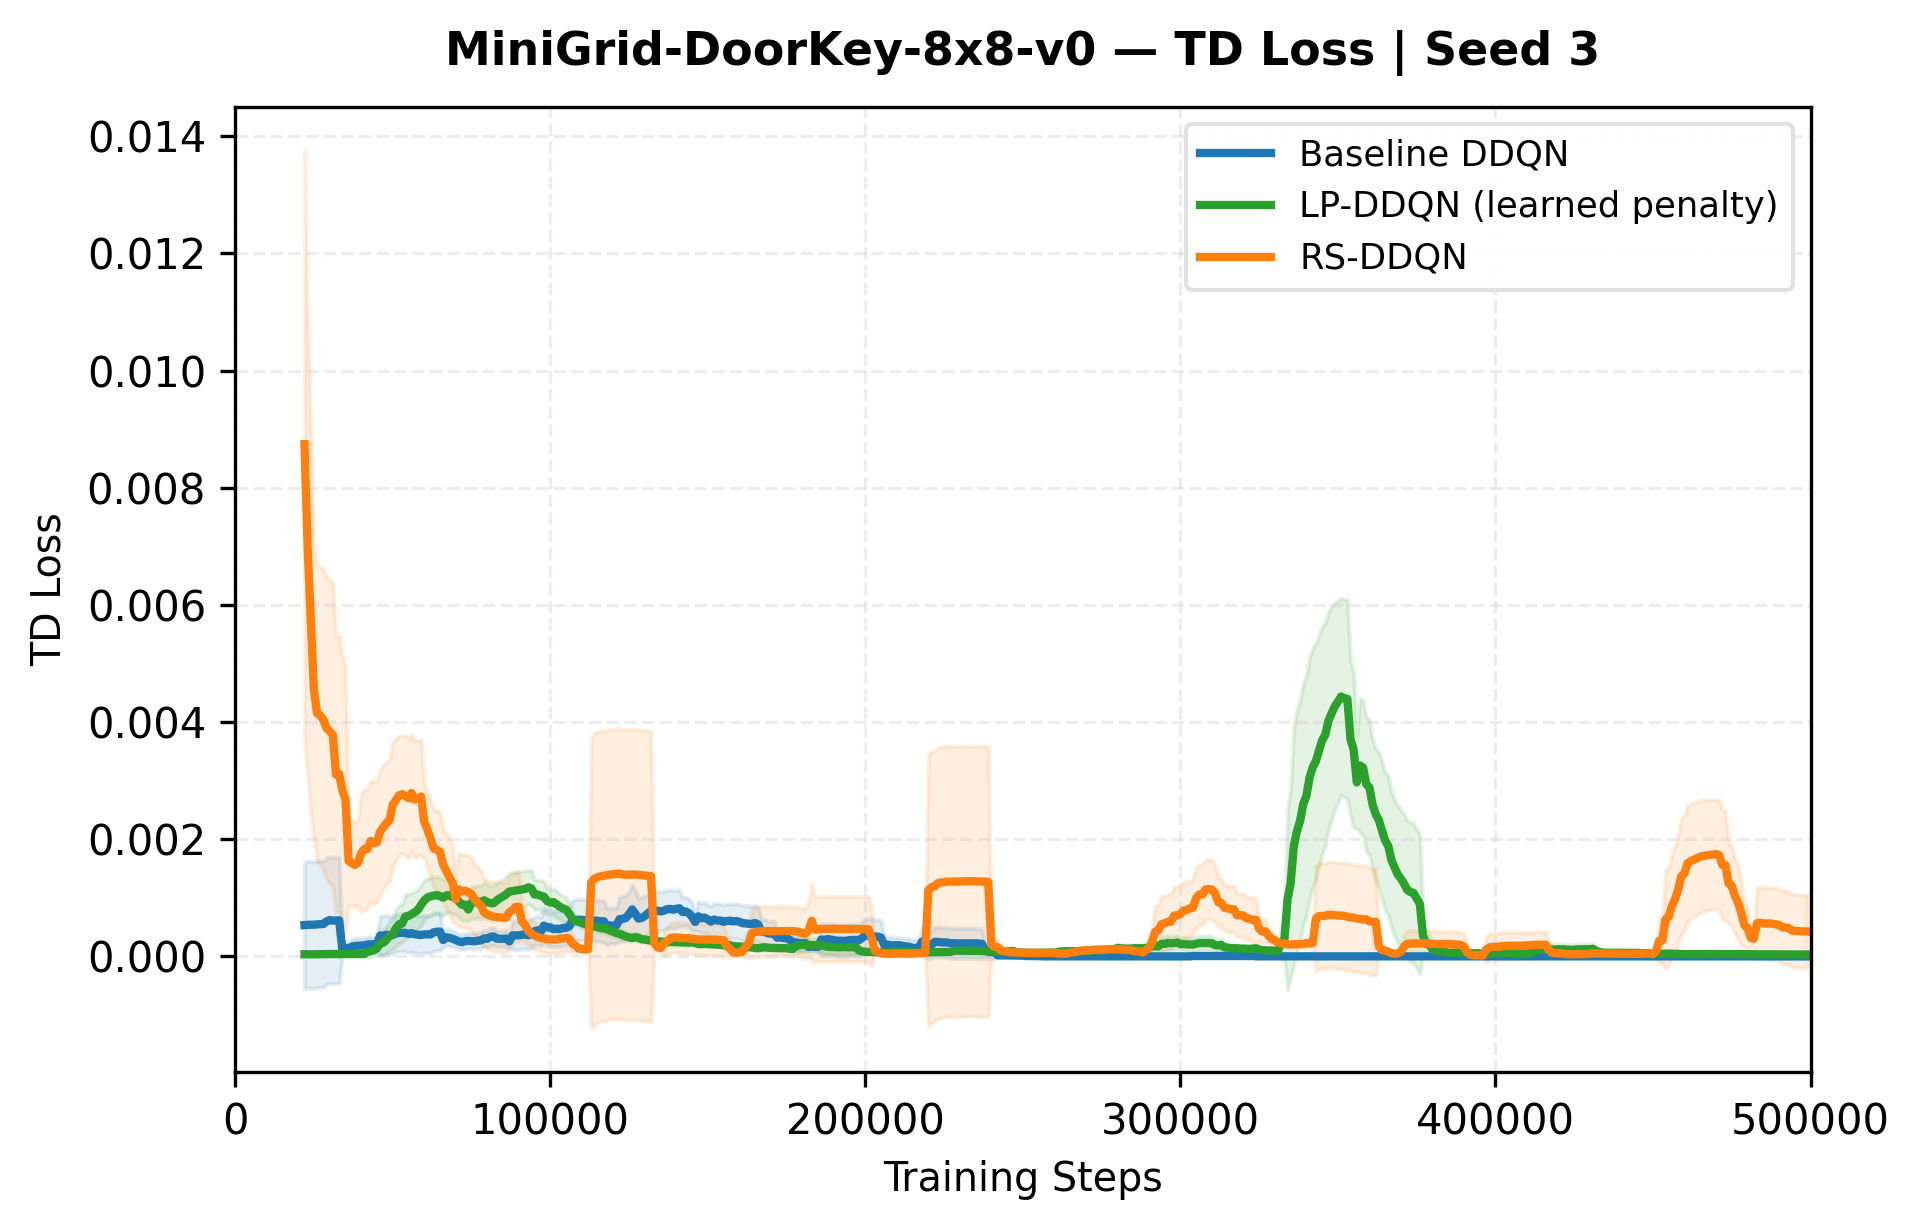 MiniGrid-DoorKey-8x8-v0 — TD Loss | Seed 3
Baseline DDQN
LP-DDQN (learned penalty)
RS-DDQN
TD Loss
0.014
0.012
0.010
0.008
0.006
0.004
0.002
0.000
0 100000 200000 300000 400000 500000
Training Steps